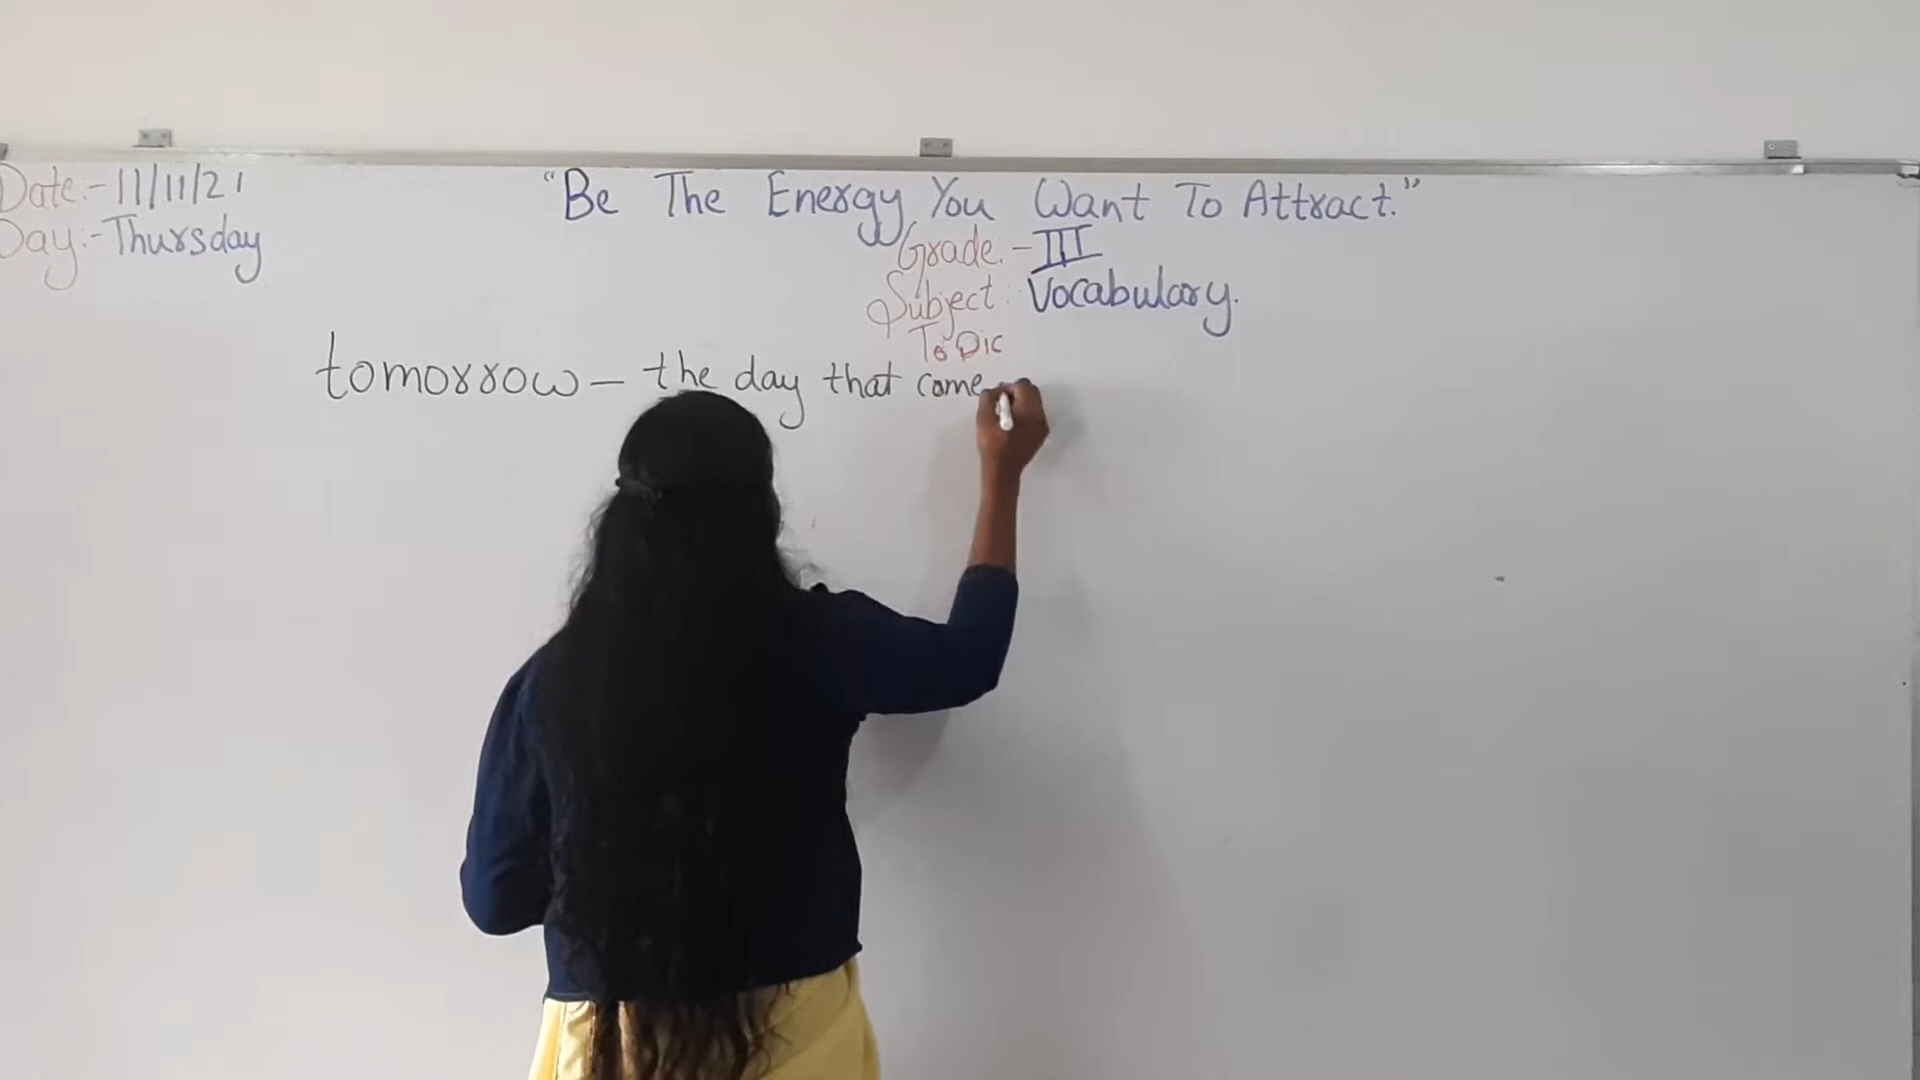 Date:- 11/11/21
Day:- Thursday
"Be The Energy You Want To Attract."
Grade:- III
Subject: Vocabulary.
Topic
tomorrow - the day that come